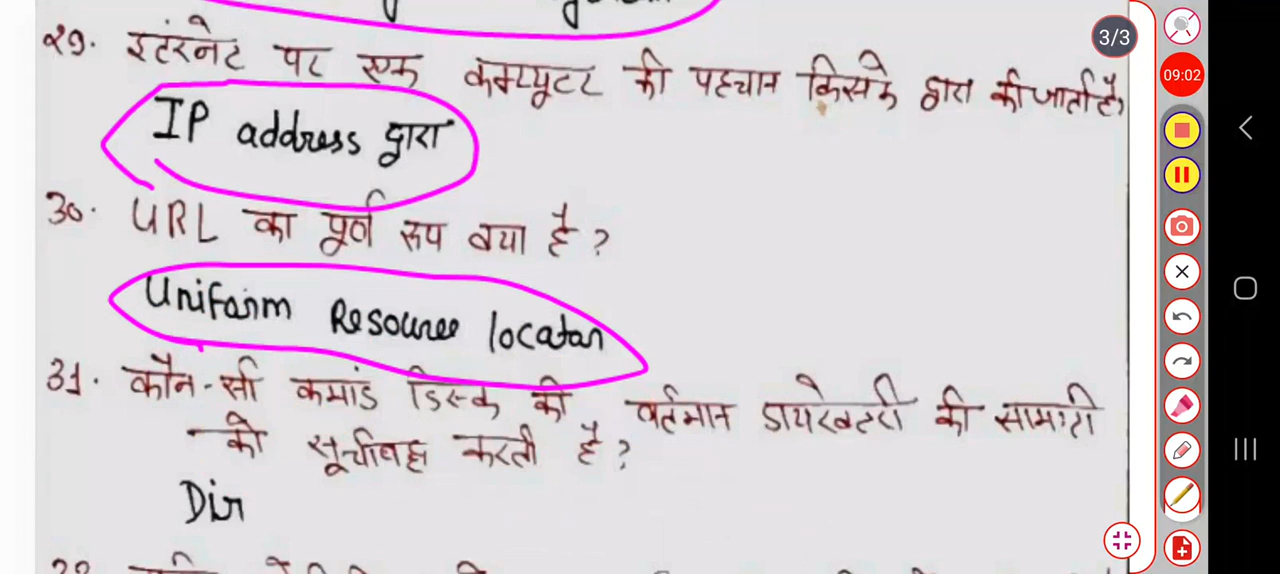 29. इंटरनेट पर एक कम्प्यूटर की पहचान किसके द्वारा की जाती है?
IP address द्वारा
30. URL का पूर्ण रूप क्या है?
Uniform Resource locator
31. कौन-सी कमांड डिस्क की वर्तमान डायरेक्टरी की सामग्री
को सूचीबद्ध करती है?
Dir
3/3
09:02